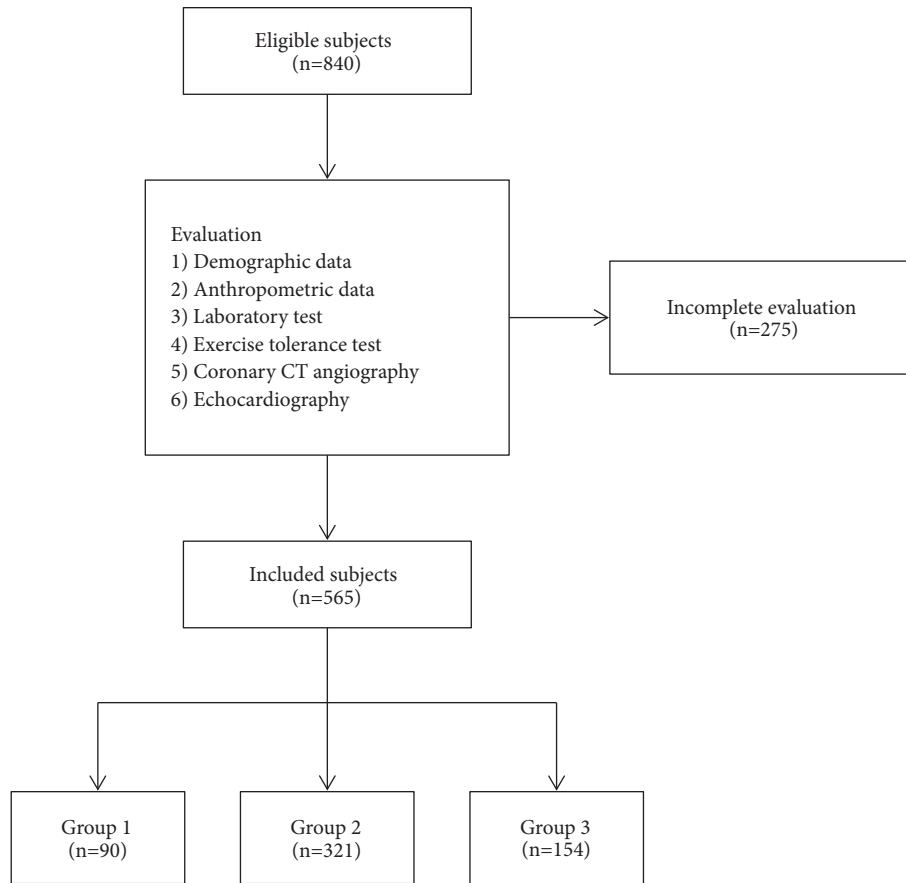 Eligible subjects
(n=840)
Evaluation
1) Demographic data
2) Anthropometric data
3) Laboratory test
4) Exercise tolerance test
5) Coronary CT angiography
6) Echocardiography
Incomplete evaluation
(n=275)
Included subjects
(n=565)
Group 1
(n=90)
Group 2
(n=321)
Group 3
(n=154)